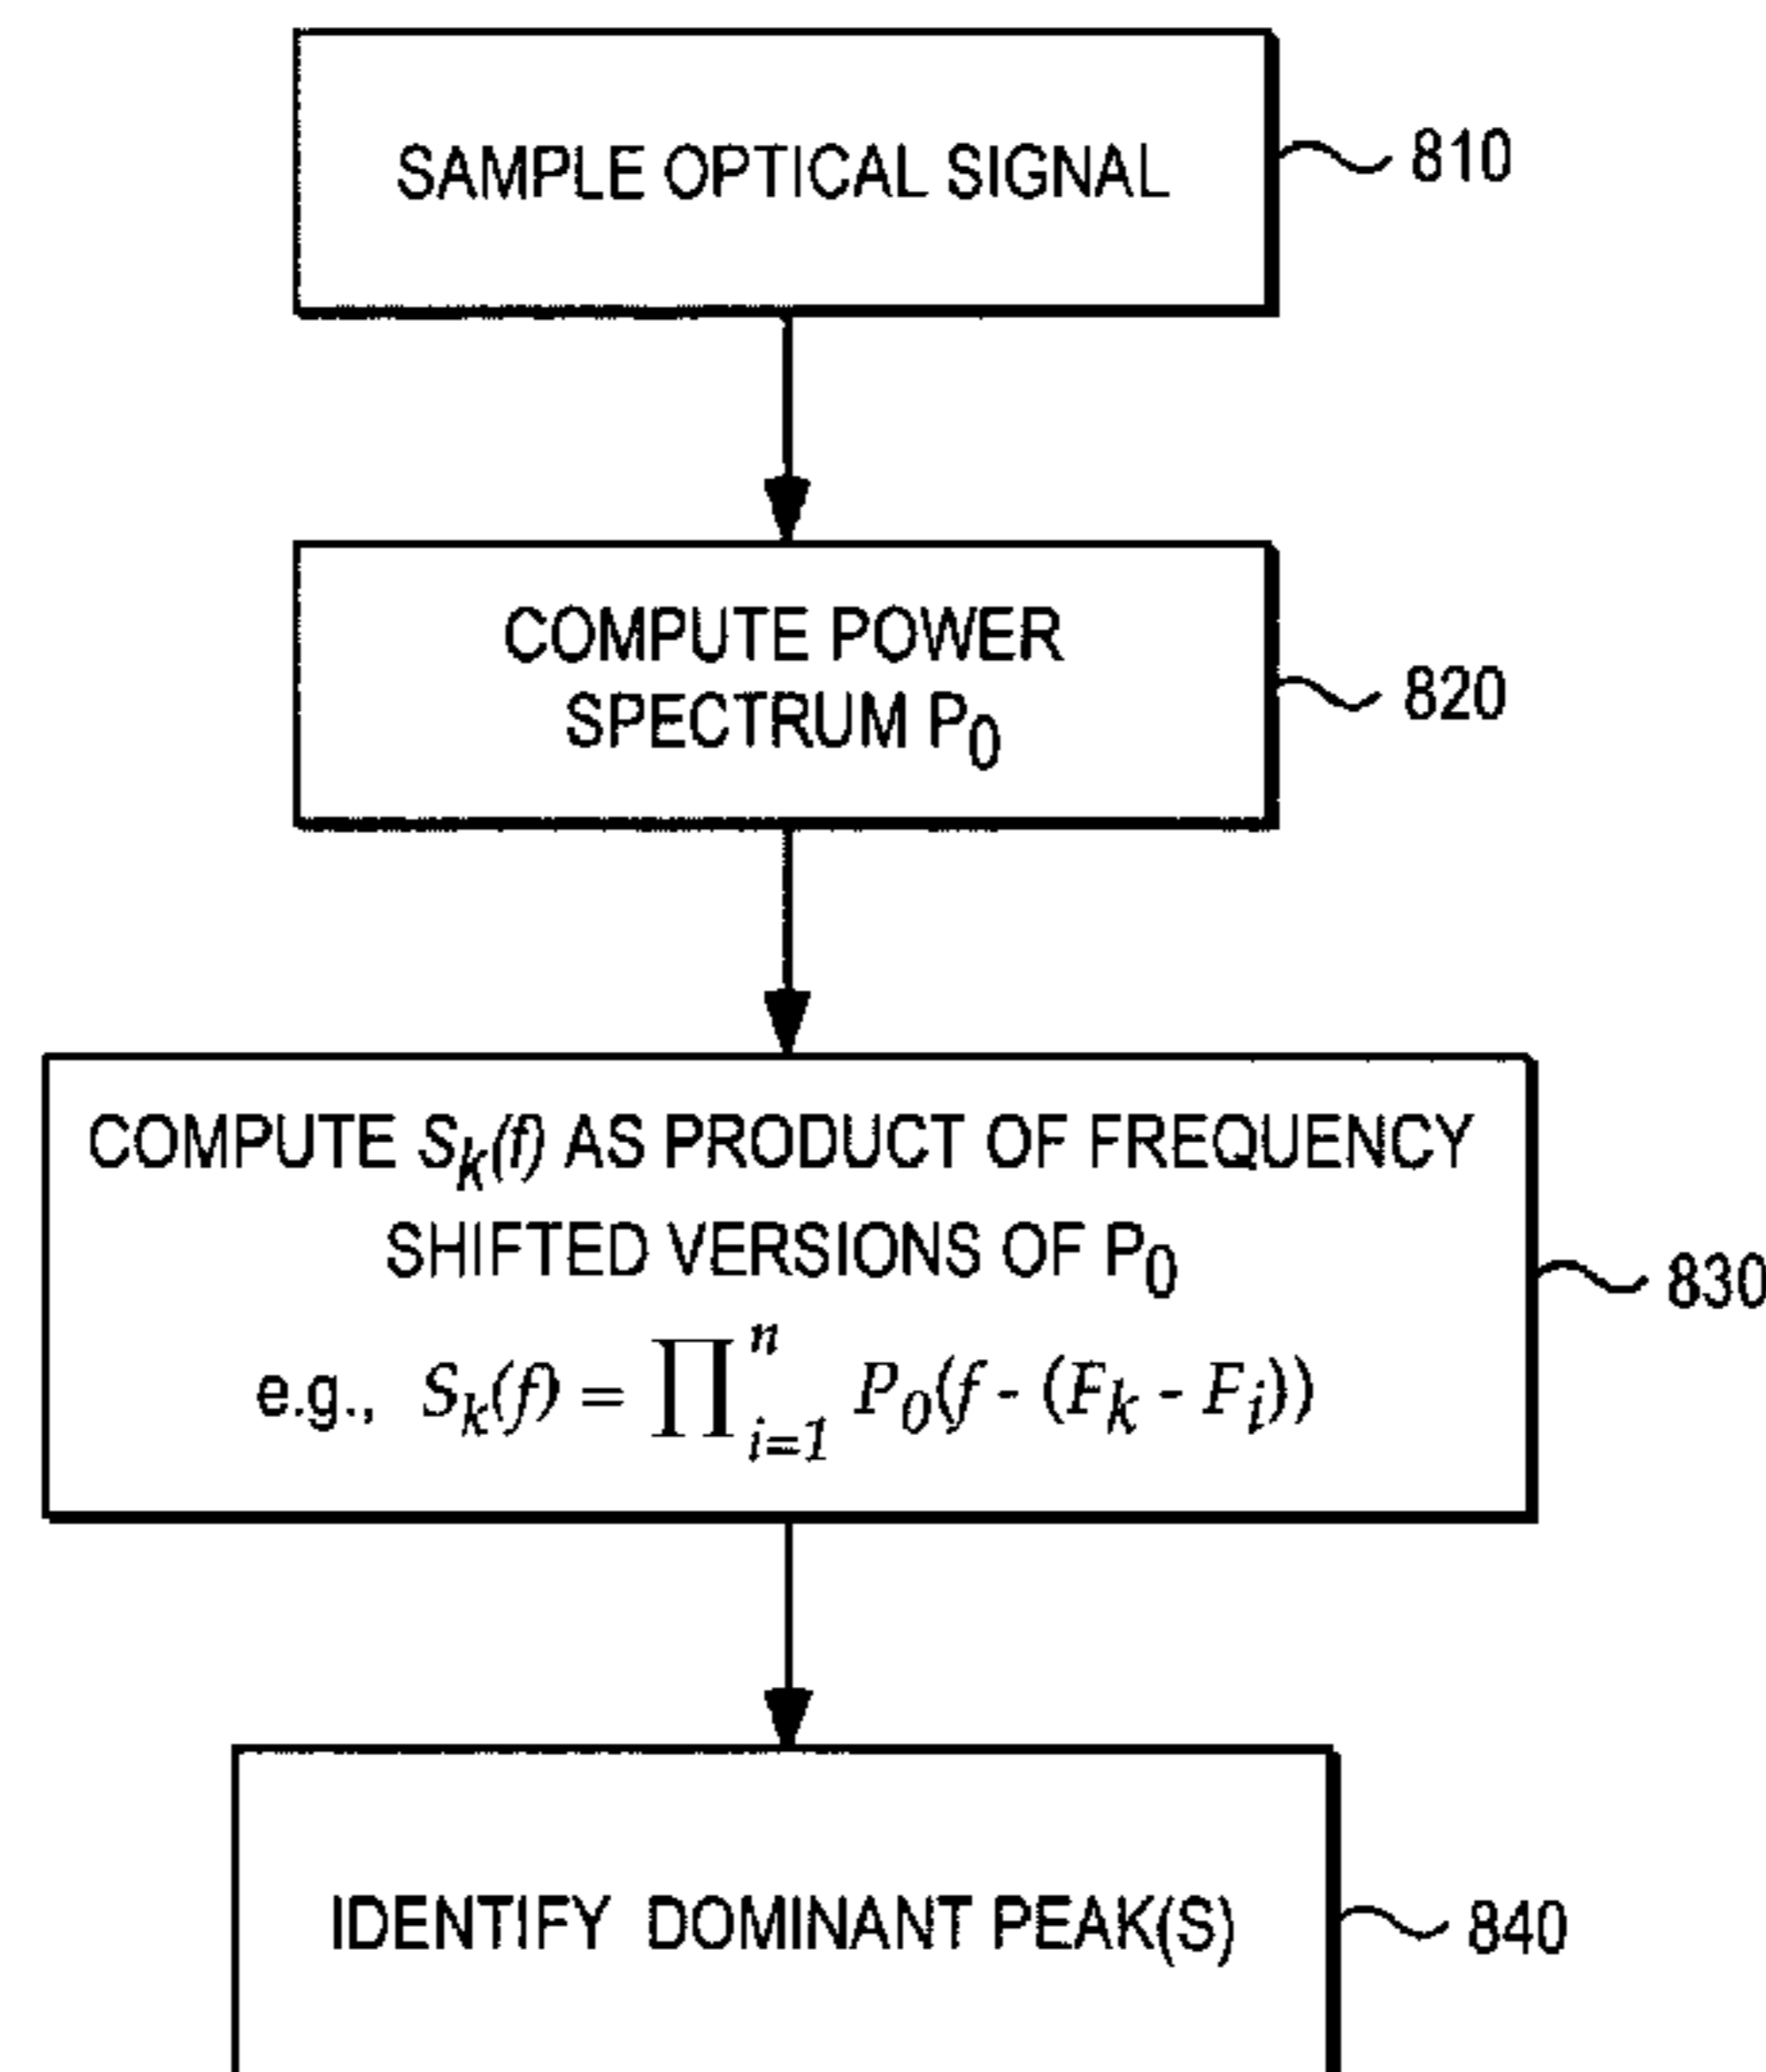 SAMPLE OPTICAL SIGNAL
810
COMPUTE POWER
SPECTRUM P0
820
COMPUTE Sk(f) AS PRODUCT OF FREQUENCY
SHIFTED VERSIONS OF P0
e.g., Sk(f) = ∏ n i=1 P0(f - (Fk - Fi))
830
IDENTIFY DOMINANT PEAK(S)
840